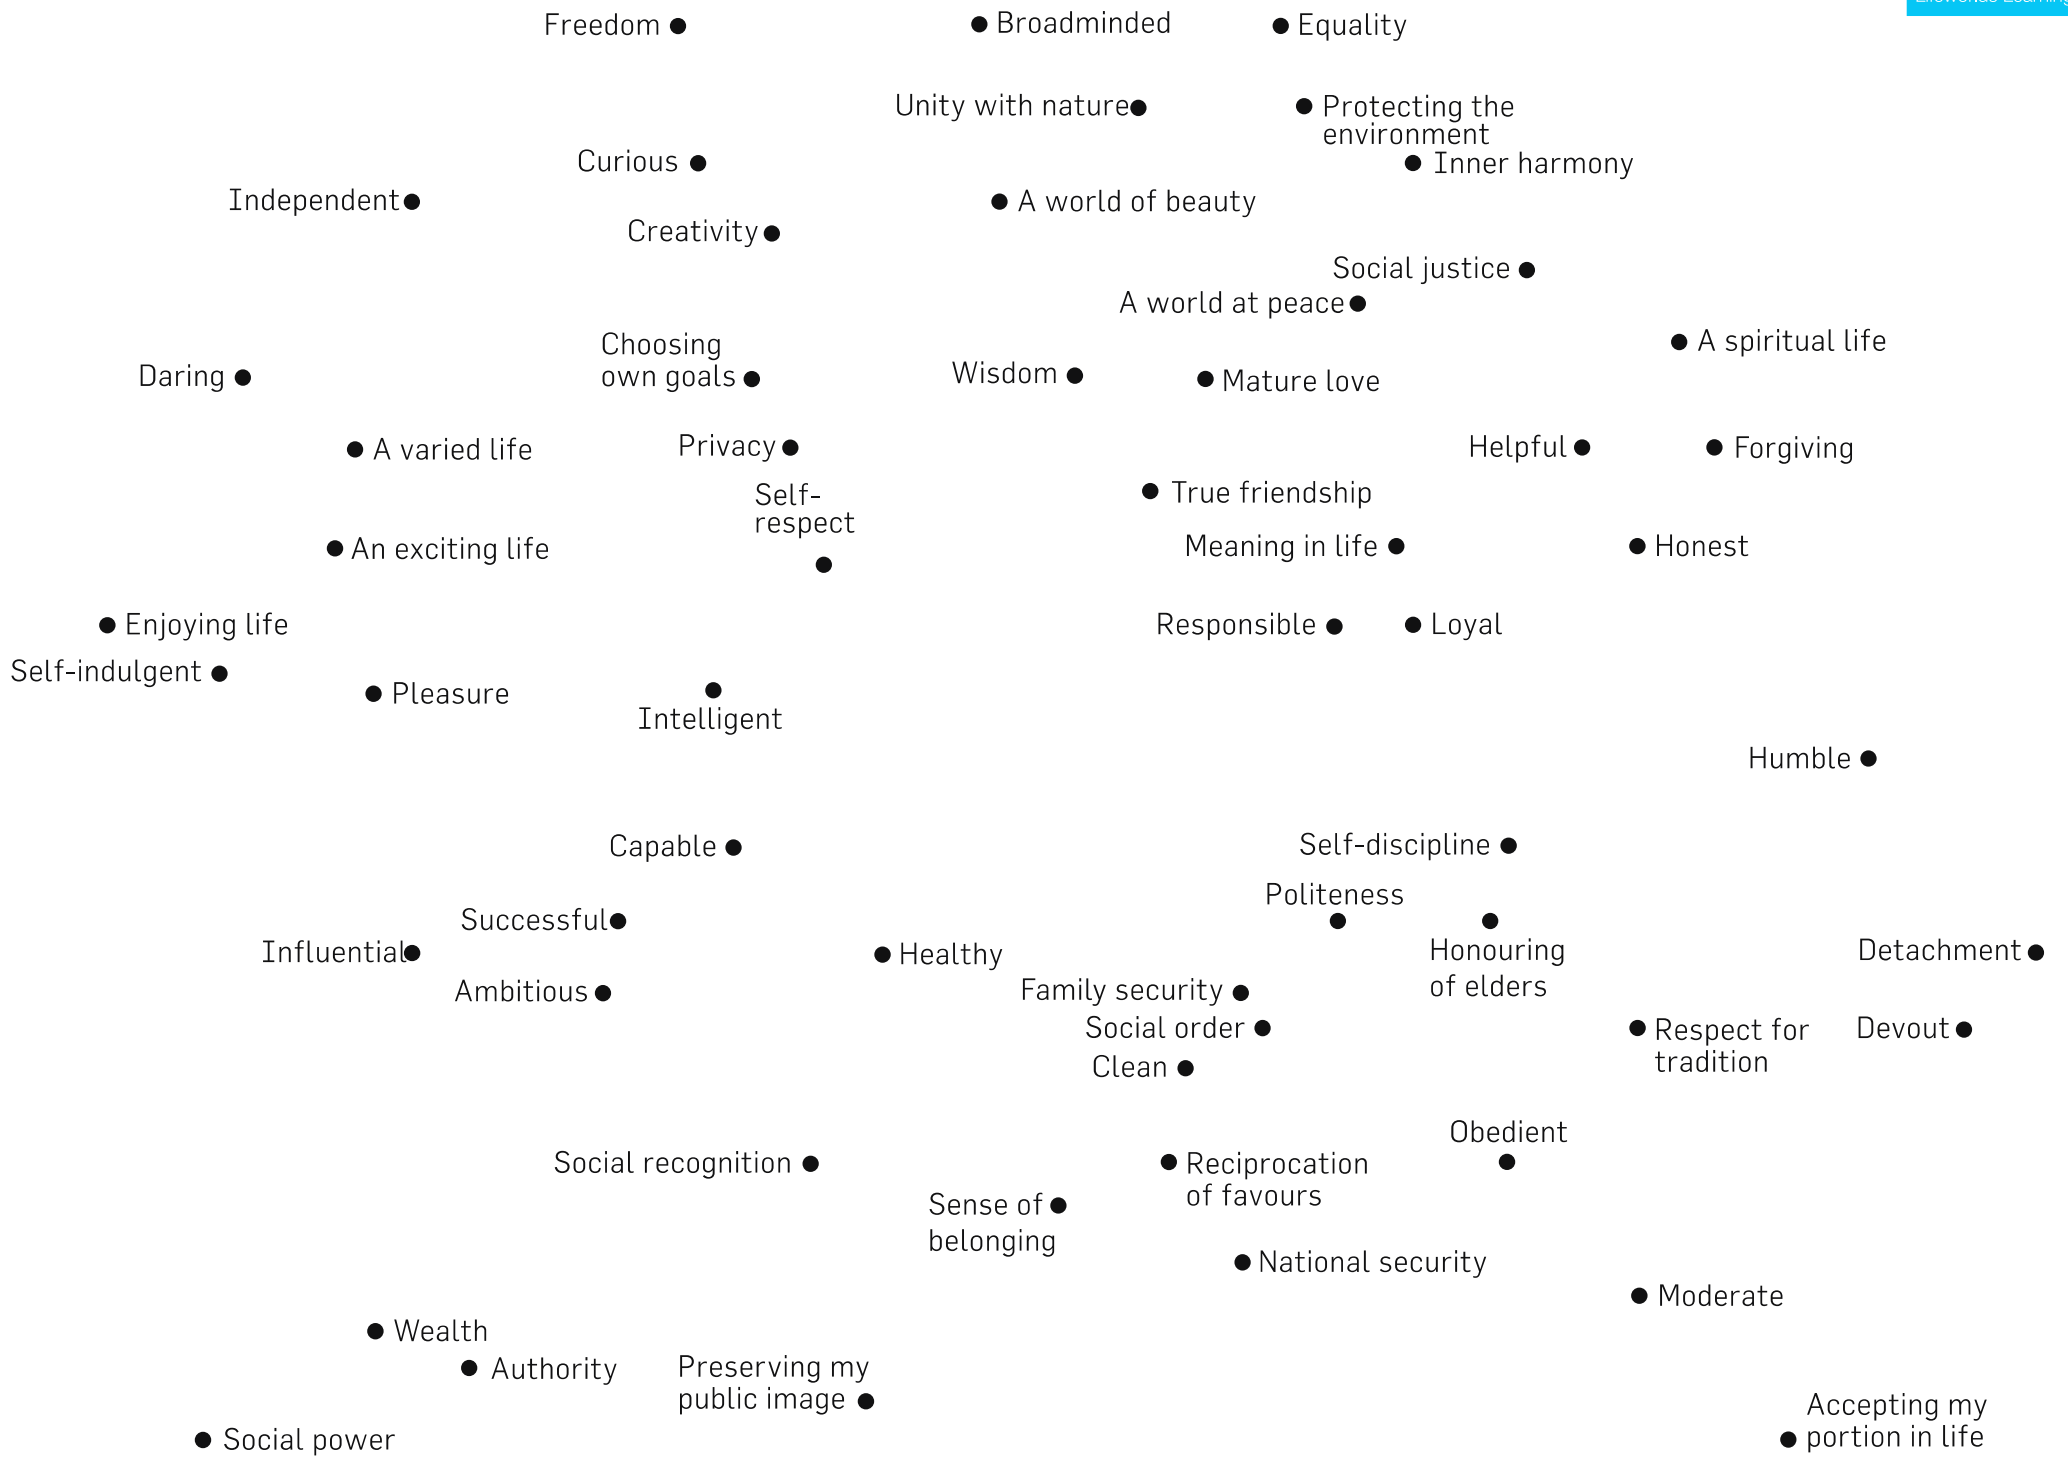 Freedom
Broadminded
Equality
Unity with nature
Protecting the
environment
Curious
Inner harmony
Independent
A world of beauty
Creativity
Social justice
A world at peace
Choosing
own goals
A spiritual life
Daring
Wisdom
Mature love
A varied life
Privacy
Helpful
Forgiving
Self-
respect
True friendship
An exciting life
Meaning in life
Honest
Enjoying life
Responsible
Loyal
Self-indulgent
Pleasure
Intelligent
Humble
Capable
Self-discipline
Politeness
Successful
Influential
Healthy
Honouring
of elders
Detachment
Ambitious
Family security
Social order
Respect for
tradition
Devout
Clean
Obedient
Social recognition
Reciprocation
of favours
Sense of
belonging
National security
Moderate
Wealth
Authority
Preserving my
public image
Accepting my
portion in life
Social power